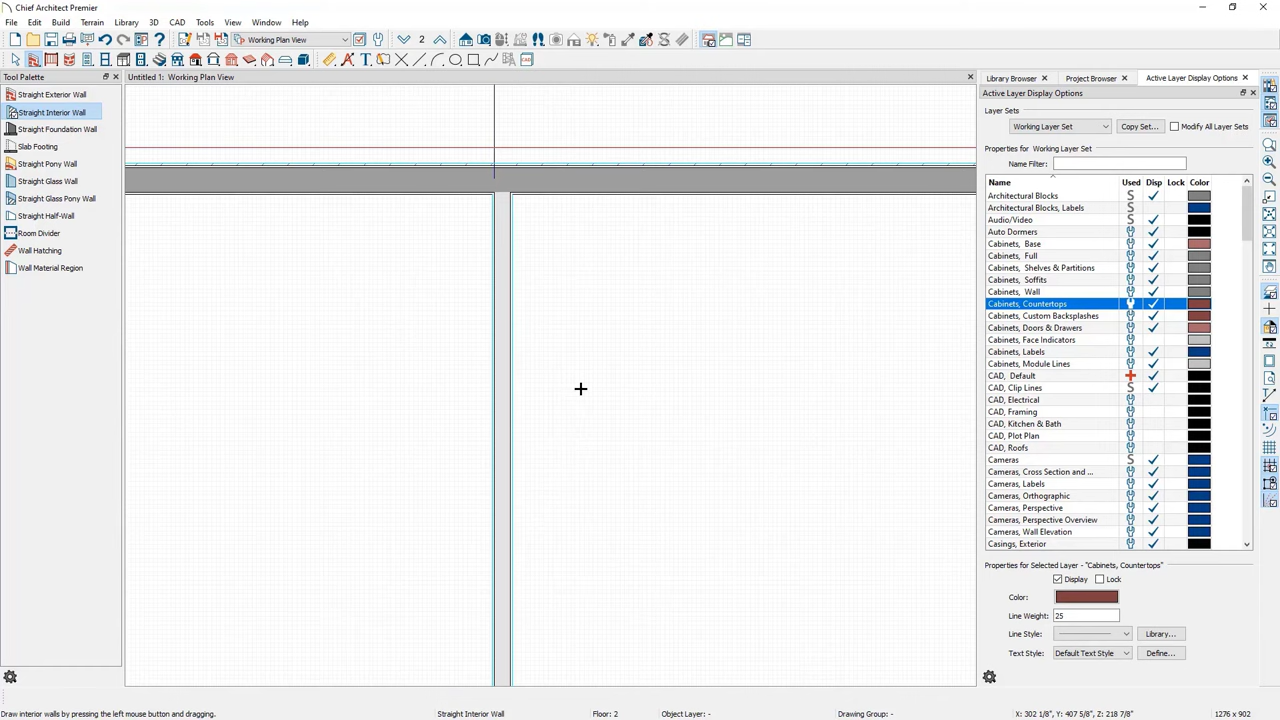 Chief Architect Premier
File Edit Build Terrain Library 3D CAD Tools View Window Help
Working Plan View 2
Tool Palette
Untitled 1: Working Plan View
Library Browser Project Browser Active Layer Display Options
Straight Exterior Wall
Straight Interior Wall
Straight Foundation Wall
Slab Footing
Straight Pony Wall
Straight Glass Wall
Straight Glass Pony Wall
Straight Half-Wall
Room Divider
Wall Hatching
Wall Material Region
Active Layer Display Options
Layer Sets
Working Layer Set Copy Set... Modify All Layer Sets
Properties for Working Layer Set
Name Filter:
Name Used Disp Lock Color
Architectural Blocks S
Architectural Blocks, Labels S
Audio/Video S
Auto Dormers
Cabinets, Base
Cabinets, Full
Cabinets, Shelves & Partitions
Cabinets, Soffits
Cabinets, Wall
Cabinets, Countertops
Cabinets, Custom Backsplashes
Cabinets, Doors & Drawers
Cabinets, Face Indicators
Cabinets, Labels
Cabinets, Module Lines
CAD, Default
CAD, Clip Lines S
CAD, Electrical
CAD, Framing
CAD, Kitchen & Bath
CAD, Plot Plan
CAD, Roofs
Cameras S
Cameras, Cross Section and ...
Cameras, Labels
Cameras, Orthographic
Cameras, Perspective
Cameras, Perspective Overview
Cameras, Wall Elevation
Casings, Exterior
Properties for Selected Layer - "Cabinets, Countertops"
Display Lock
Color:
Line Weight: 25
Line Style: Library...
Text Style: Default Text Style Define...
Draw interior walls by pressing the left mouse button and dragging. Straight Interior Wall Floor: 2 Object Layer: - Drawing Group: - X: 302 1/8", Y: 407 5/8", Z: 218 7/8" 1276 x 902